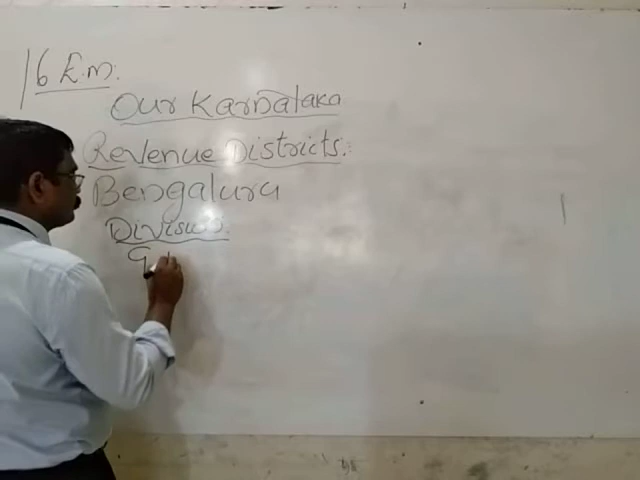 16 E.M.
Our Karnataka
Revenue Districts:
Bengaluru
Division.